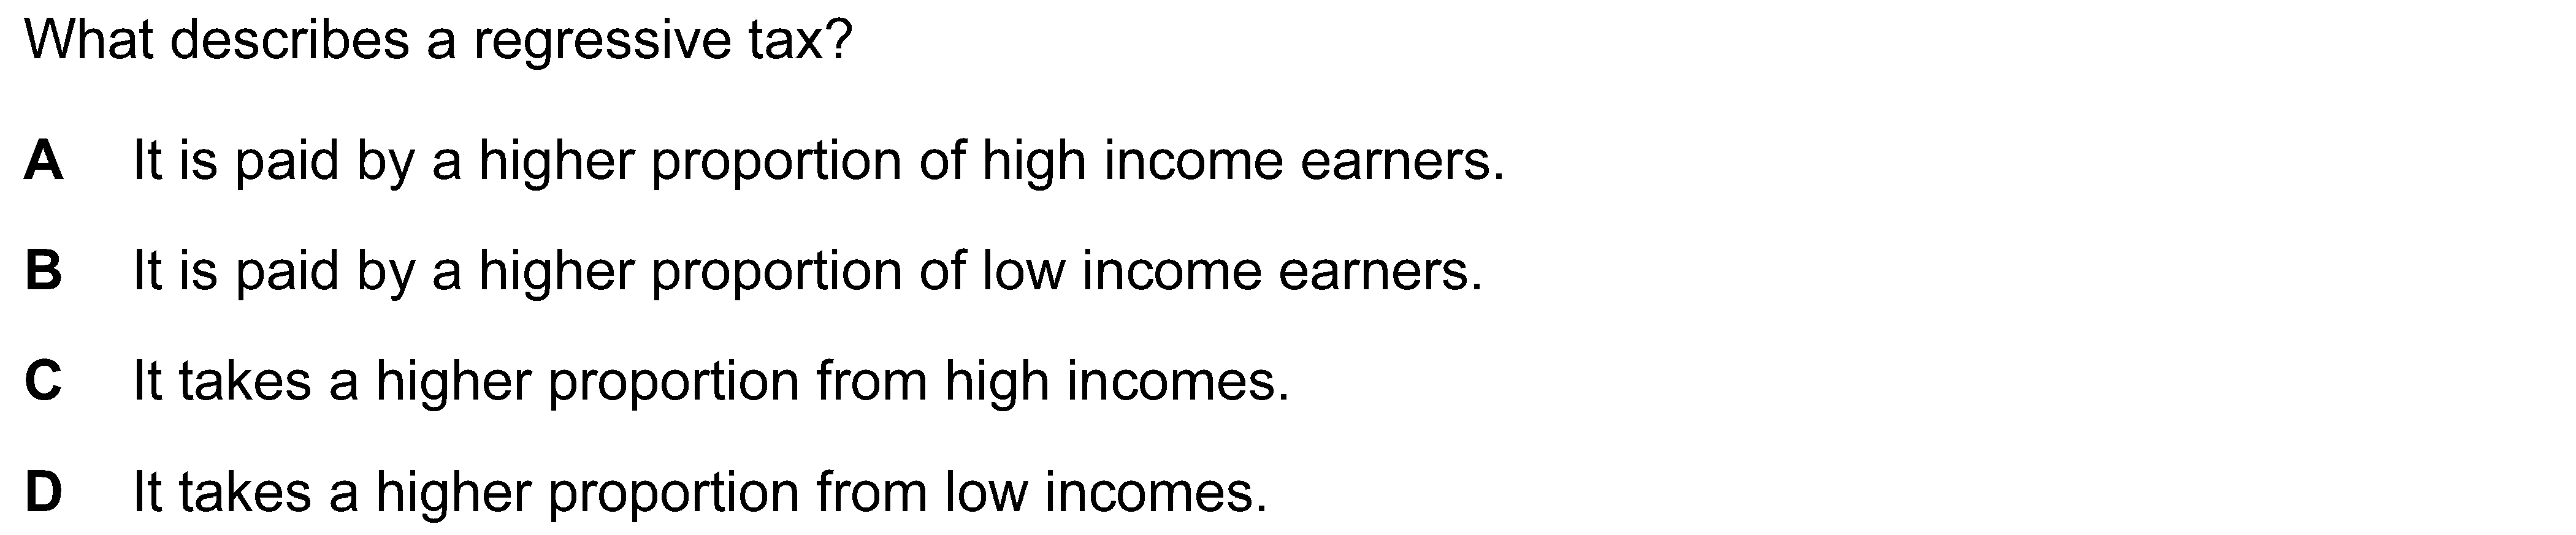 What describes a regressive tax?
A It is paid by a higher proportion of high income earners.
B It is paid by a higher proportion of low income earners.
C It takes a higher proportion from high incomes.
D It takes a higher proportion from low incomes.